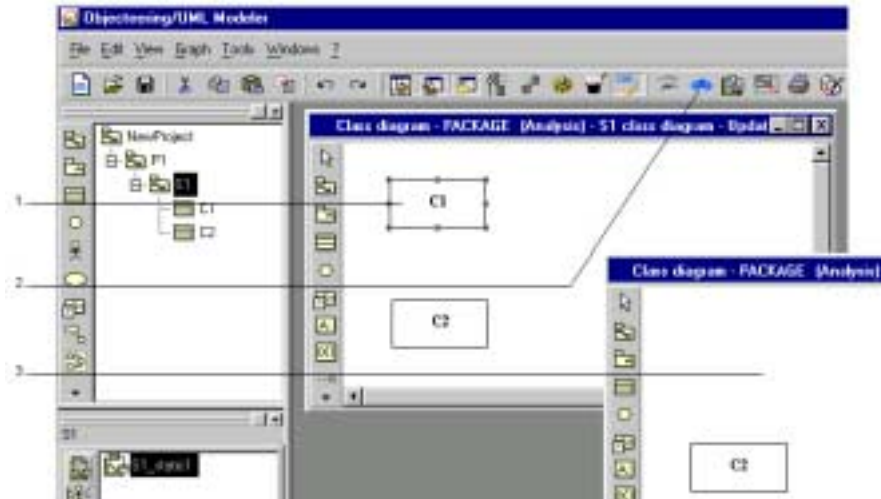 Objecteering/UML Modeler
File Edit View Graph Tools Windows ?
NewProject
P1
S1
C1
C2
Class diagram - PACKAGE (Analysis) - S1 class diagram - Updat
C1
C2
1
2
3
Class diagram - PACKAGE (Analysis)
C2
S1